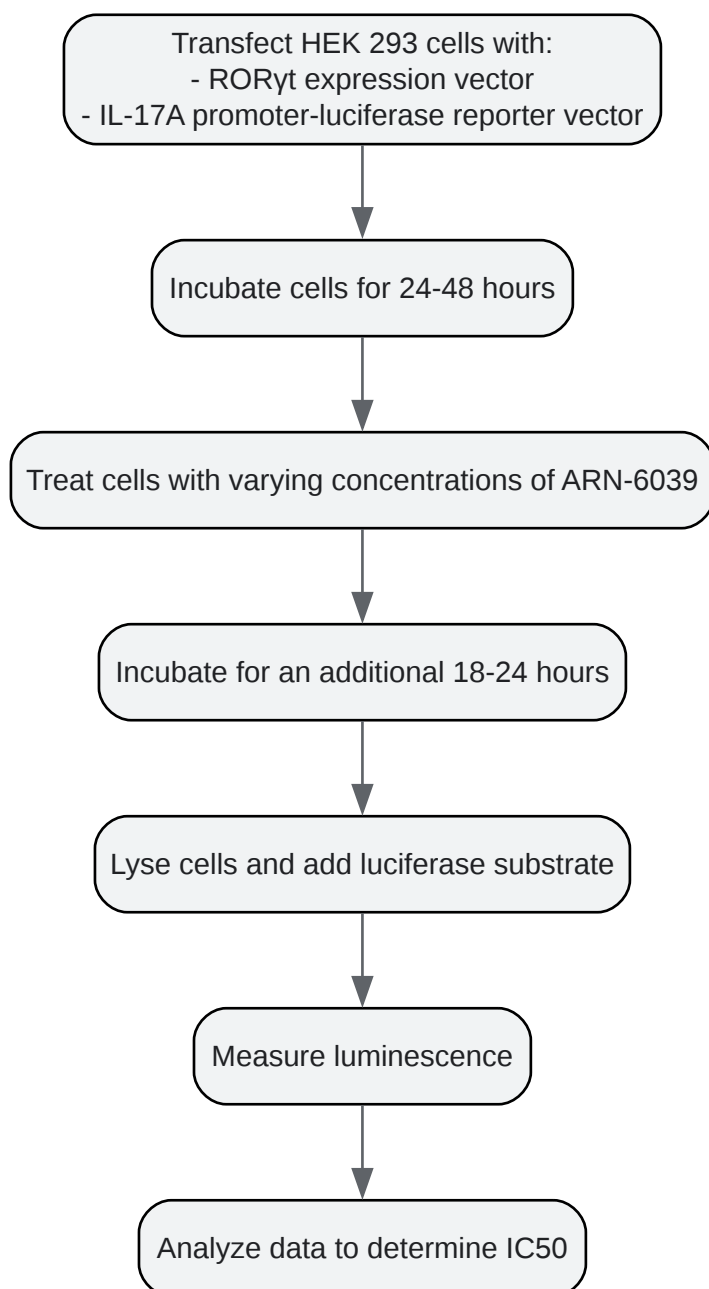 Transfect HEK 293 cells with:
- RORγt expression vector
- IL-17A promoter-luciferase reporter vector
Incubate cells for 24-48 hours
Treat cells with varying concentrations of ARN-6039
Incubate for an additional 18-24 hours
Lyse cells and add luciferase substrate
Measure luminescence
Analyze data to determine IC50